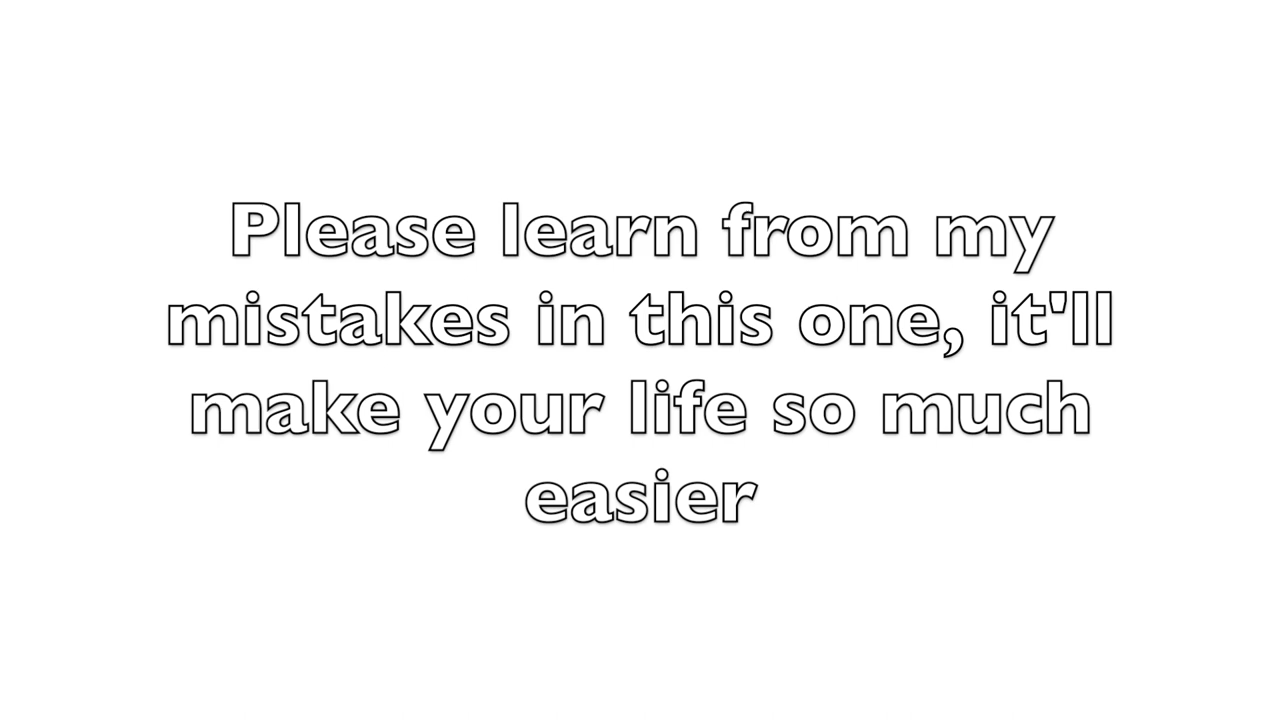 Please learn from my
mistakes in this one, it'll
make your life so much
easier